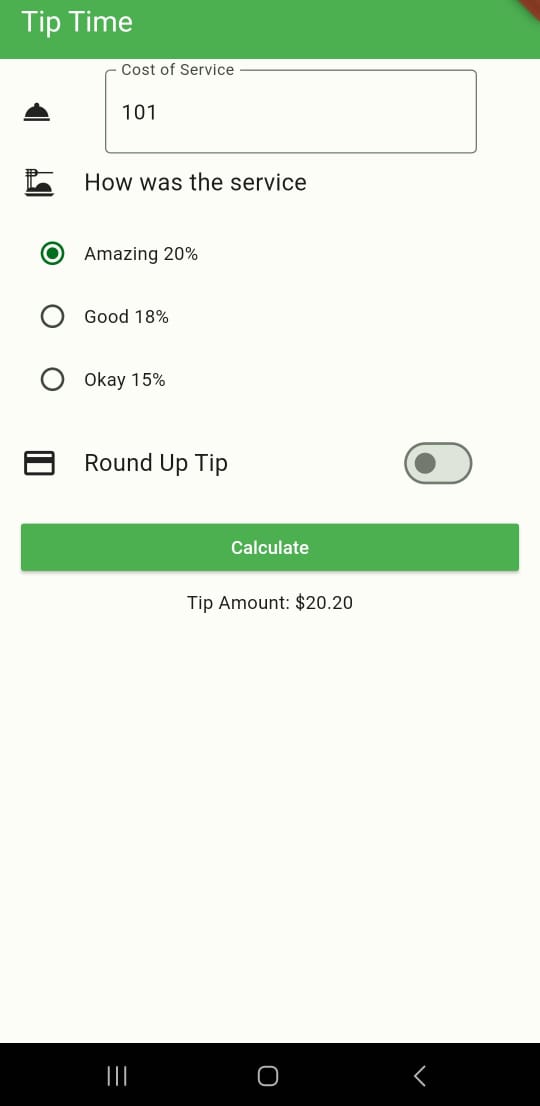 Tip Time
Cost of Service
101
How was the service
Amazing 20%
Good 18%
Okay 15%
Round Up Tip
Calculate
Tip Amount: $20.20